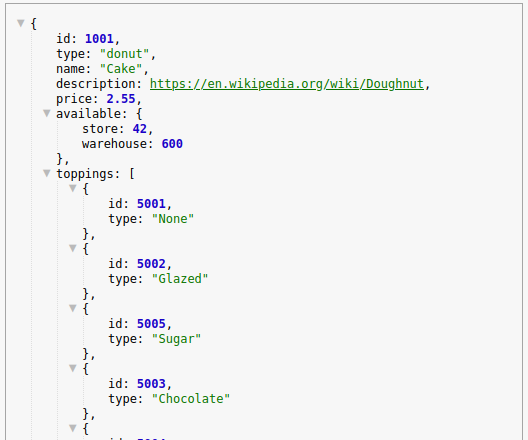 {
id: 1001,
type: "donut",
name: "Cake",
description: https://en.wikipedia.org/wiki/Doughnut,
price: 2.55,
available: {
store: 42,
warehouse: 600
},
toppings: [
{
id: 5001,
type: "None"
},
{
id: 5002,
type: "Glazed"
},
{
id: 5005,
type: "Sugar"
},
{
id: 5003,
type: "Chocolate"
},
{